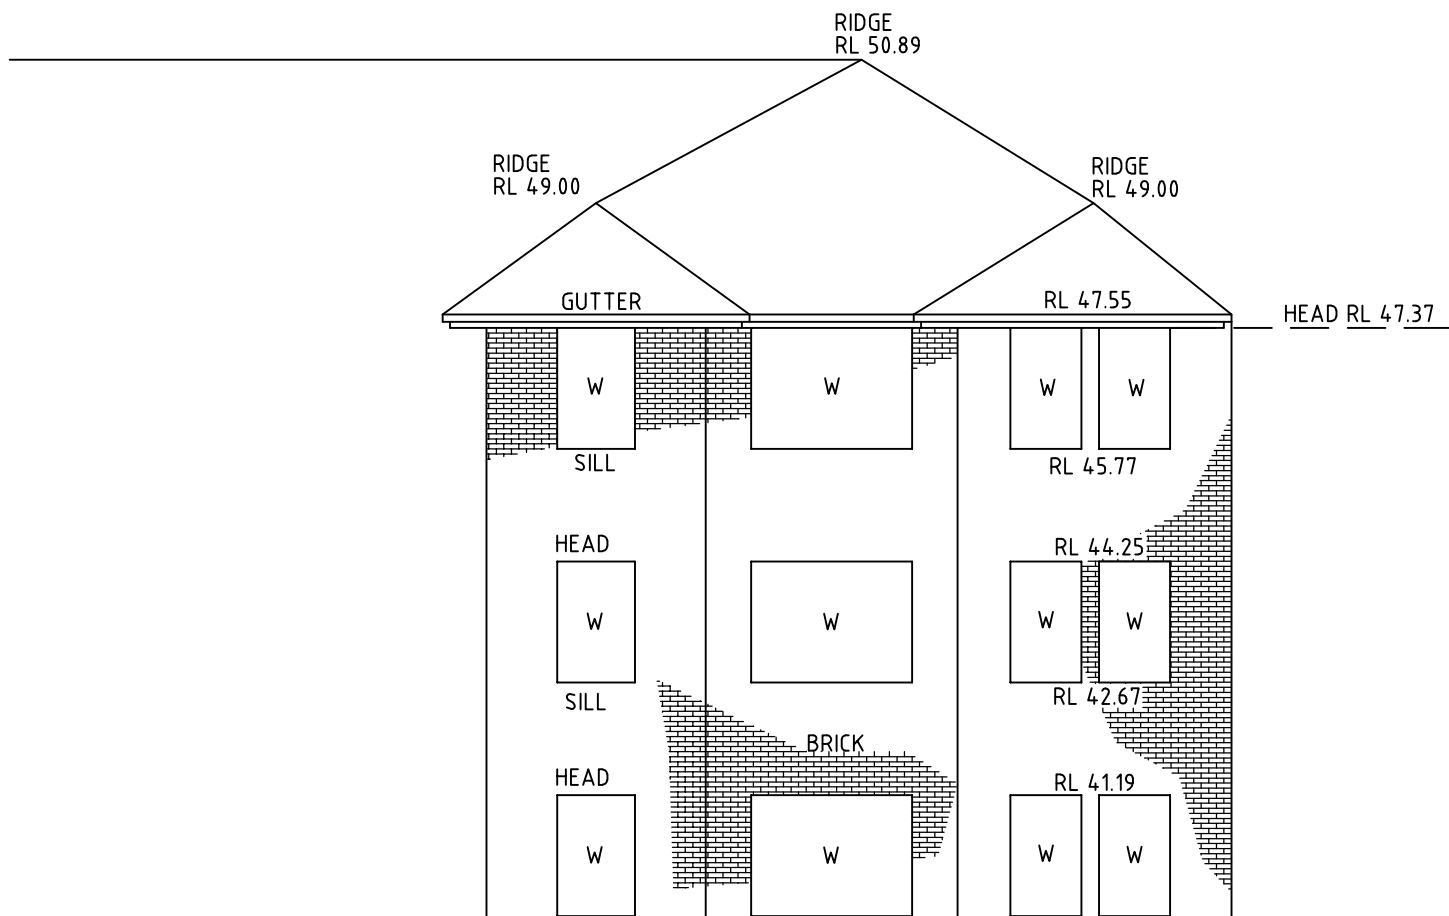 RIDGE
RL 50.89
RIDGE
RL 49.00
RIDGE
RL 49.00
GUTTER
RL 47.55
HEAD RL 47.37
W
W
W
W
SILL
RL 45.77
HEAD
RL 44.25
W
W
W
W
SILL
RL 42.67
BRICK
HEAD
RL 41.19
W
W
W
W